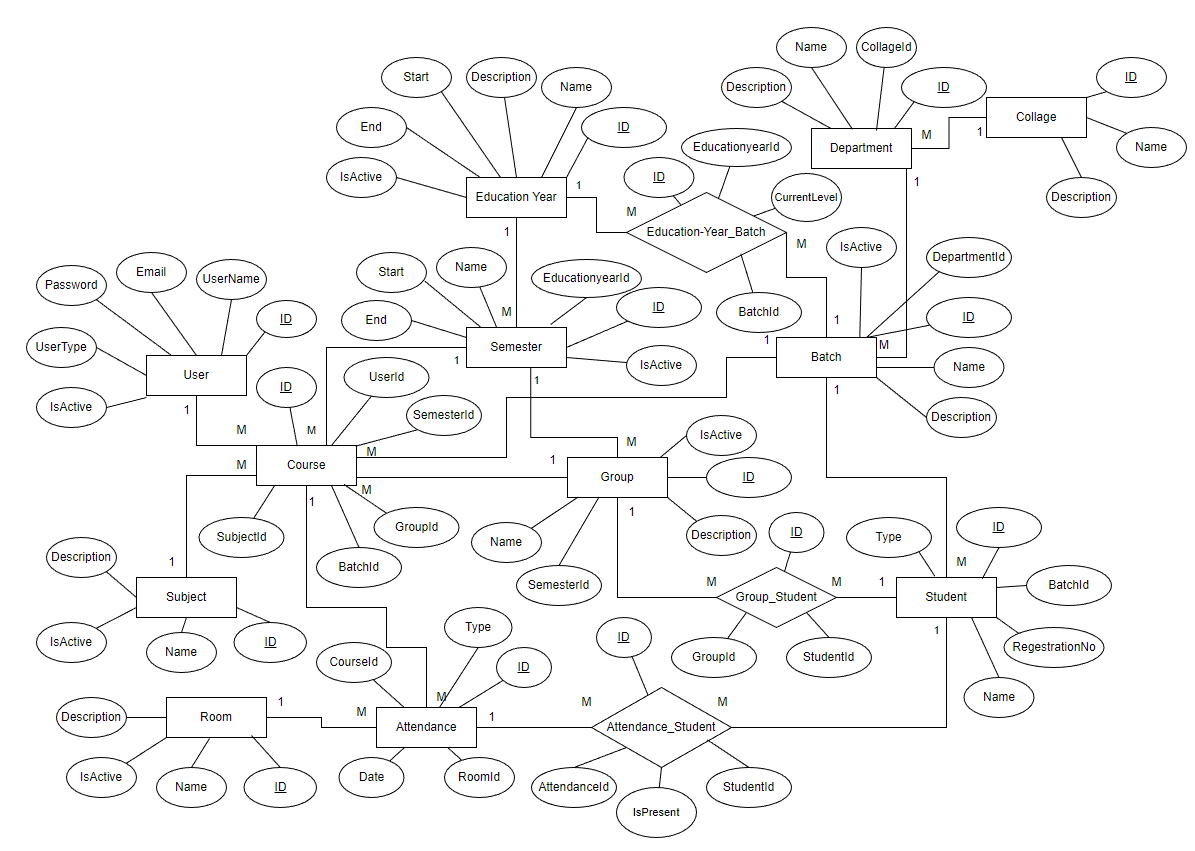 Name
CollageId
Start
Description
Name
Description
ID
ID
Collage
End
ID
EducationyearId
Department
M
1
Name
IsActive
Education Year
1
ID
CurrentLevel
1
Description
M
1
Education-Year_Batch
M
IsActive
DepartmentId
Password
Email
UserName
Start
Name
EducationyearId
ID
End
M
ID
BatchId
1
ID
UserType
User
Semester
1
1
Batch
M
Name
IsActive
ID
UserId
1
IsActive
1
Description
1
M
M
SemesterId
M
M
IsActive
M
Course
1
Group
ID
M
1
GroupId
1
Name
Description
ID
SubjectId
BatchId
Type
ID
Description
1
SemesterId
M
M
1
M
BatchId
Subject
Group_Student
Student
IsActive
Name
ID
Type
ID
1
RegestrationNo
CourseId
ID
GroupId
StudentId
Name
Description
Room
1
M
M
Attendance
1
M
Attendance_Student
M
IsActive
Name
ID
Date
RoomId
AttendanceId
IsPresent
StudentId